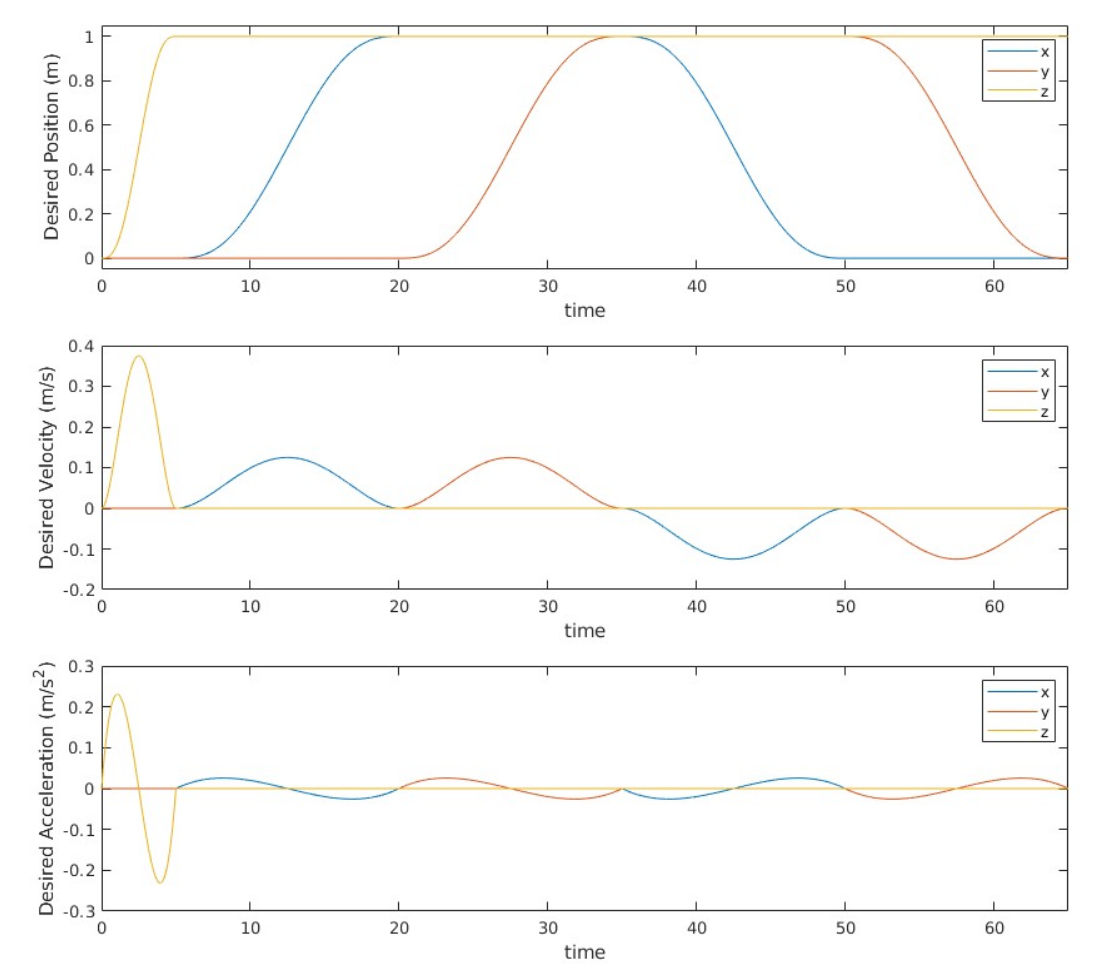 Desired Position (m)
1
0.8
0.6
0.4
0.2
0
x
y
z
0 10 20 30 40 50 60
time
Desired Velocity (m/s)
0.4
0.3
0.2
0.1
0
-0.1
-0.2
x
y
z
0 10 20 30 40 50 60
time
Desired Acceleration (m/s²)
0.3
0.2
0.1
0
-0.1
-0.2
-0.3
x
y
z
0 10 20 30 40 50 60
time